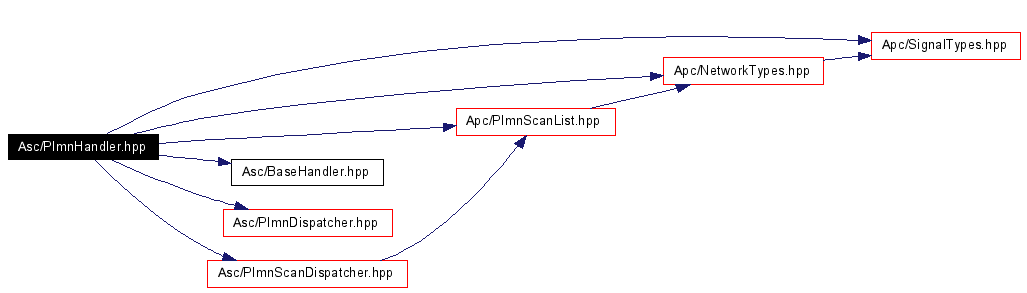 Apc/SignalTypes.hpp
Apc/NetworkTypes.hpp
Apc/PlmnScanList.hpp
Asc/PlmnHandler.hpp
Asc/BaseHandler.hpp
Asc/PlmnDispatcher.hpp
Asc/PlmnScanDispatcher.hpp